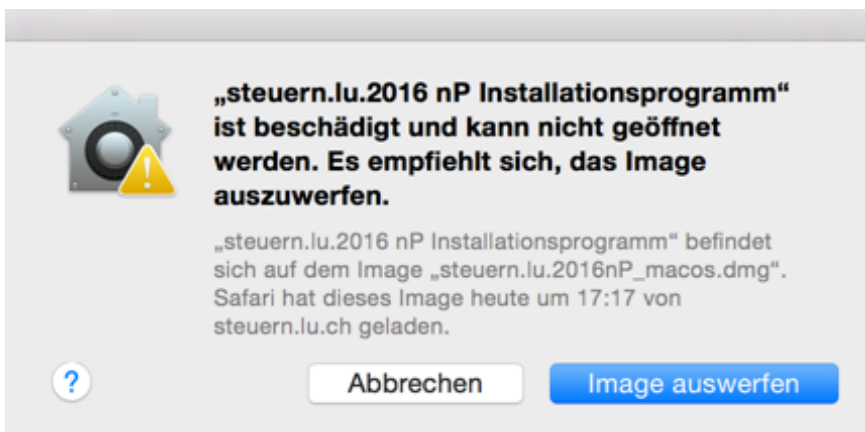 „steuern.lu.2016 nP Installationsprogramm“
ist beschädigt und kann nicht geöffnet
werden. Es empfiehlt sich, das Image
auszuwerfen.
„steuern.lu.2016 nP Installationsprogramm“ befindet
sich auf dem Image „steuern.lu.2016nP_macos.dmg“.
Safari hat dieses Image heute um 17:17 von
steuern.lu.ch geladen.
? Abbrechen Image auswerfen